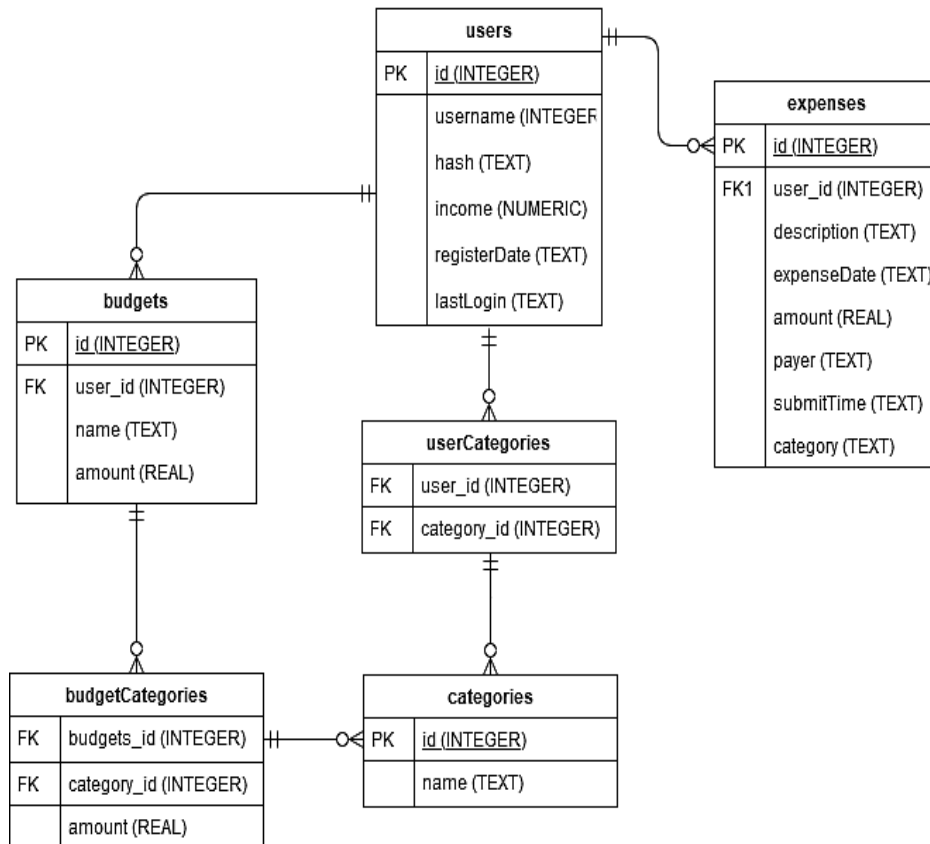 users
PK id (INTEGER)
username (INTEGER
hash (TEXT)
income (NUMERIC)
registerDate (TEXT)
lastLogin (TEXT)
expenses
PK id (INTEGER)
FK1 user_id (INTEGER)
description (TEXT)
expenseDate (TEXT)
amount (REAL)
payer (TEXT)
submitTime (TEXT)
category (TEXT)
budgets
PK id (INTEGER)
FK user_id (INTEGER)
name (TEXT)
amount (REAL)
userCategories
FK user_id (INTEGER)
FK category_id (INTEGER)
budgetCategories
FK budgets_id (INTEGER)
FK category_id (INTEGER)
amount (REAL)
categories
PK id (INTEGER)
name (TEXT)